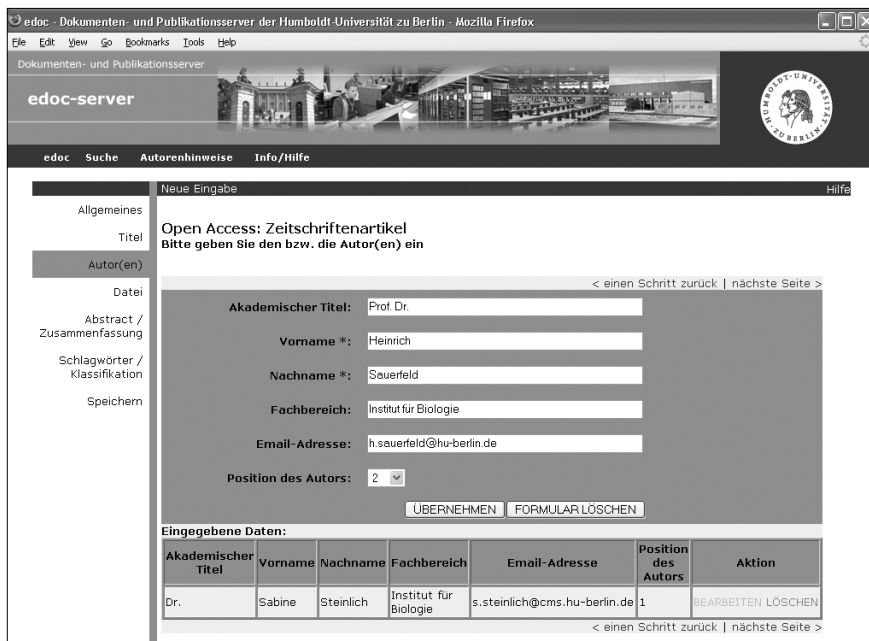 edoc - Dokumenten- und Publikationsserver der Humboldt-Universität zu Berlin - Mozilla Firefox
File Edit View Go Bookmarks Tools Help
Dokumenten- und Publikationsserver
edoc-server
HUMBOLDT-UNIVERSITÄT ZU BERLIN
edoc Suche Autorenhinweise Info/Hilfe
Neue Eingabe Hilfe
Allgemeines
Titel
Autor(en)
Datei
Abstract /
Zusammenfassung
Schlagwörter /
Klassifikation
Speichern
Open Access: Zeitschriftenartikel
Bitte geben Sie den bzw. die Autor(en) ein
< einen Schritt zurück | nächste Seite >
Akademischer Titel: Prof. Dr.
Vorname *: Heinrich
Nachname *: Sauerfeld
Fachbereich: Institut für Biologie
Email-Adresse: h.sauerfeld@hu-berlin.de
Position des Autors: 2
ÜBERNEHMEN FORMULAR LÖSCHEN
Eingegebene Daten:
Akademischer Titel Vorname Nachname Fachbereich Email-Adresse Position des Autors Aktion
Dr. Sabine Steinlich Institut für Biologie s.steinlich@cms.hu-berlin.de 1 BEARBEITEN LÖSCHEN
< einen Schritt zurück | nächste Seite >